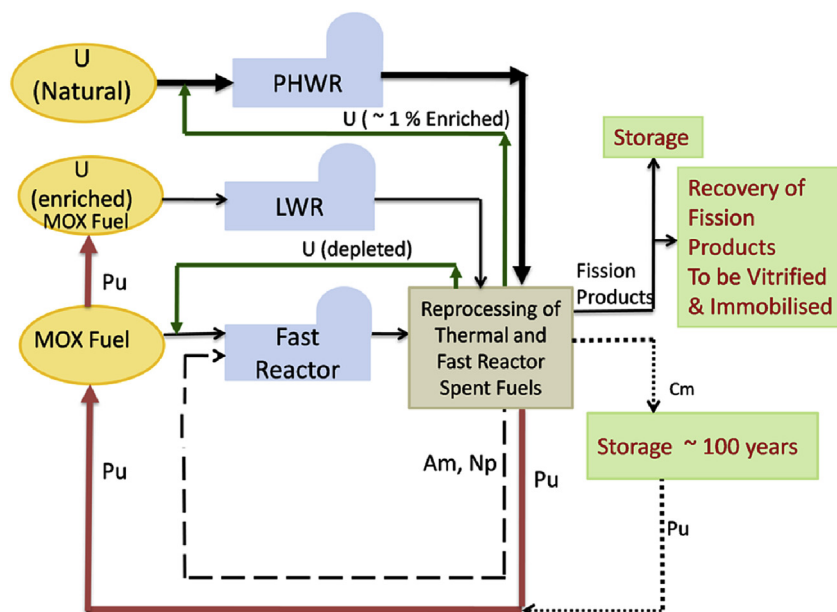 U
(Natural)
PHWR
U ( ~ 1 % Enriched)
Storage
U
(enriched)
MOX Fuel
LWR
Recovery of
Fission
Products
To be Vitrified
& Immobilised
U (depleted)
Pu
Fission
Products
MOX Fuel
Fast
Reactor
Reprocessing of
Thermal and
Fast Reactor
Spent Fuels
Cm
Storage ~ 100 years
Pu
Am, Np
Pu
Pu